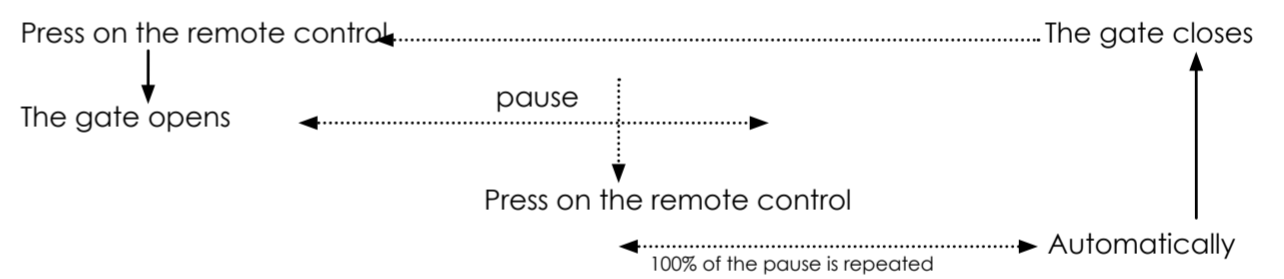 Press on the remote control
The gate closes
pause
The gate opens
Press on the remote control
Automatically
100% of the pause is repeated